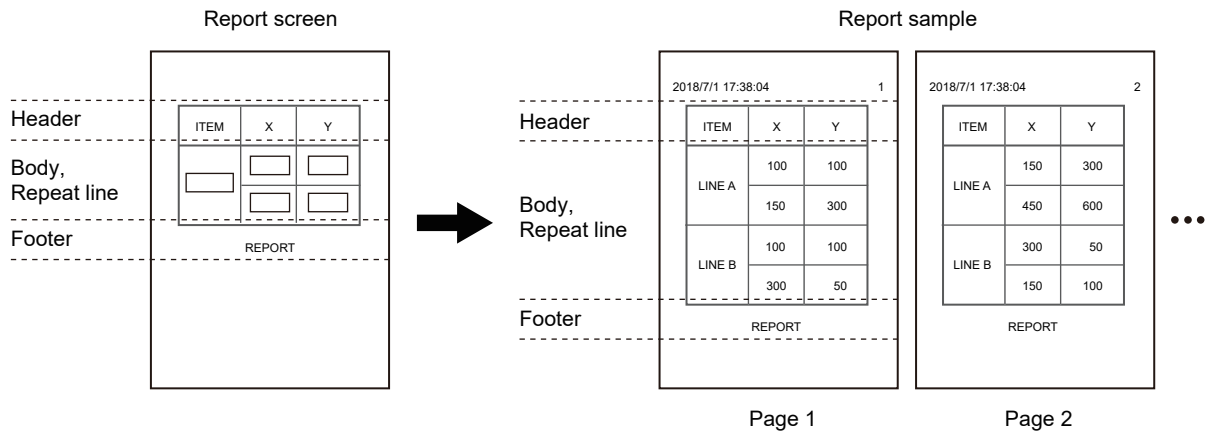 Report screen
Header
Body,
Repeat line
Footer
ITEM X Y
REPORT
Report sample
Header
Body,
Repeat line
Footer
2018/7/1 17:38:04 1
ITEM X Y
LINE A
100 100
150 300
LINE B
100 100
300 50
REPORT
Page 1
2018/7/1 17:38:04 2
ITEM X Y
LINE A
150 300
450 600
LINE B
300 50
150 100
REPORT
Page 2
•••